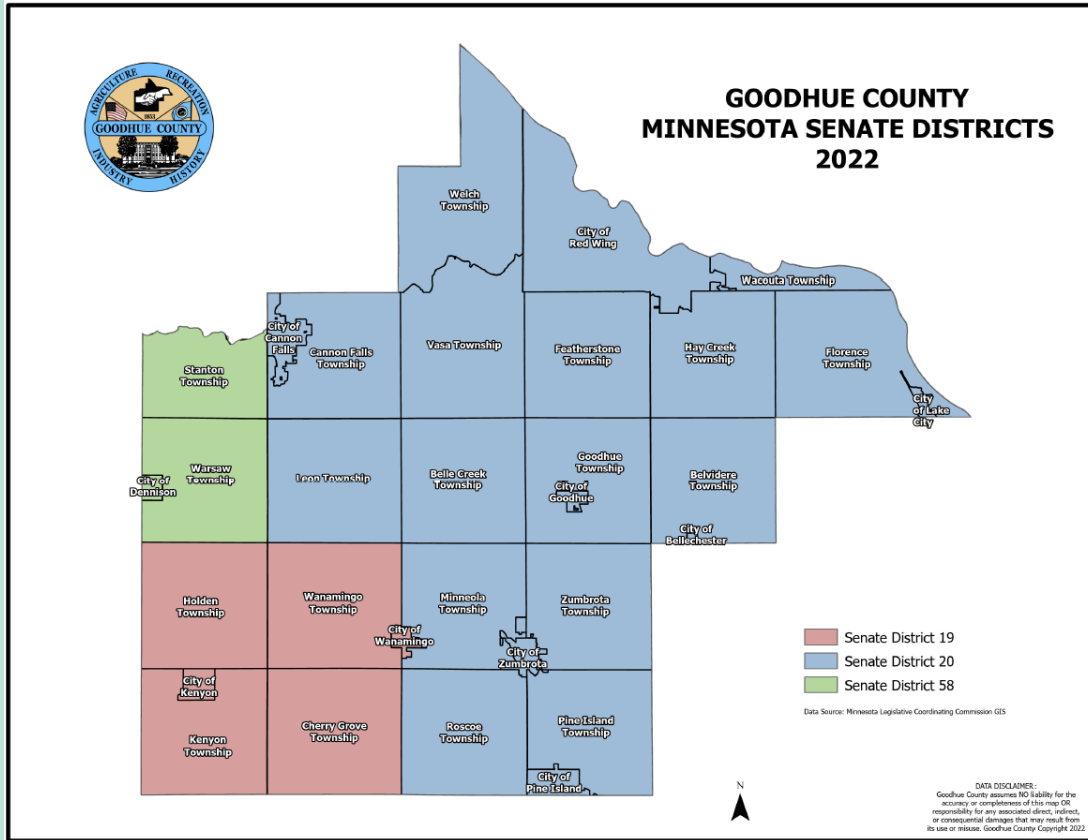 AGRICULTURE RECREATION
1853
GOODHUE COUNTY
INDUSTRY HISTORY
GOODHUE COUNTY
MINNESOTA SENATE DISTRICTS
2022
Welch
Township
City of
Red Wing
Wacouta Township
City of
Cannon
Falls
Cannon Falls
Township
Vasa Township
Featherstone
Township
Hay Creek
Township
Florence
Township
Stanton
Township
City
of Lake
City
Warsaw
Township
City of
Dennison
Leon Township
Belle Creek
Township
Goodhue
Township
City of
Goodhue
Belvidere
Township
City of
Bellechester
Holden
Township
Wanamingo
Township
City of
Wanamingo
Mineola
Township
Zumbrota
Township
City of
Zumbrota
City of
Kenyon
Kenyon
Township
Cherry Grove
Township
Roscoe
Township
Pine Island
Township
City of
Pine Island
Senate District 19
Senate District 20
Senate District 58
Data Source: Minnesota Legislative Coordinating Commission GIS
N
DATA DISCLAIMER:
Goodhue County assumes NO liability for the
accuracy or completeness of this map OR
responsibility for any associated direct, indirect,
or consequential damages that may result from
its use or misuse. Goodhue County Copyright 2022